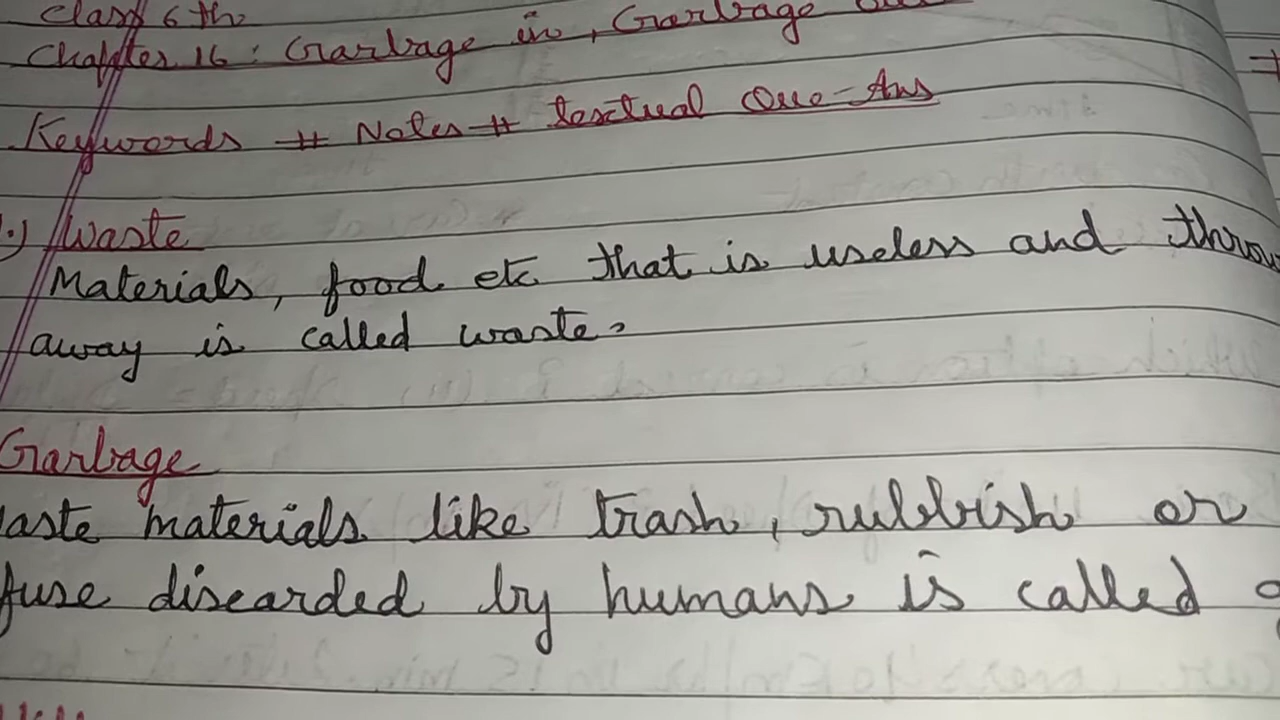 Class 6 th
Chapter 16 : Garbage in, Garbage
Keywords # Notes # textual Que-Ans
1.) Waste
Materials, food etc that is useless and throw
away is called waste.
Garbage
aste materials like trash, rubbish or
fuse discarded by humans is called